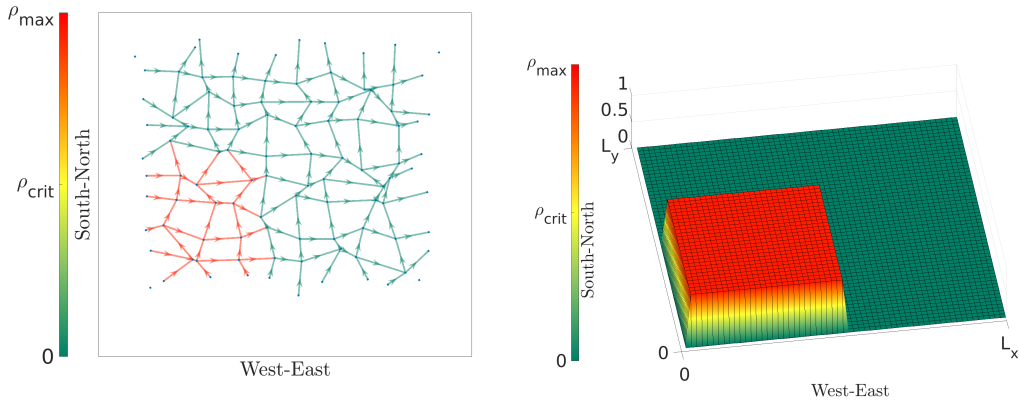 ρmax
ρcrit
0
South-North
West-East
ρmax
ρcrit
0
South-North
1
0.5
0
Ly
0
0
Lx
West-East